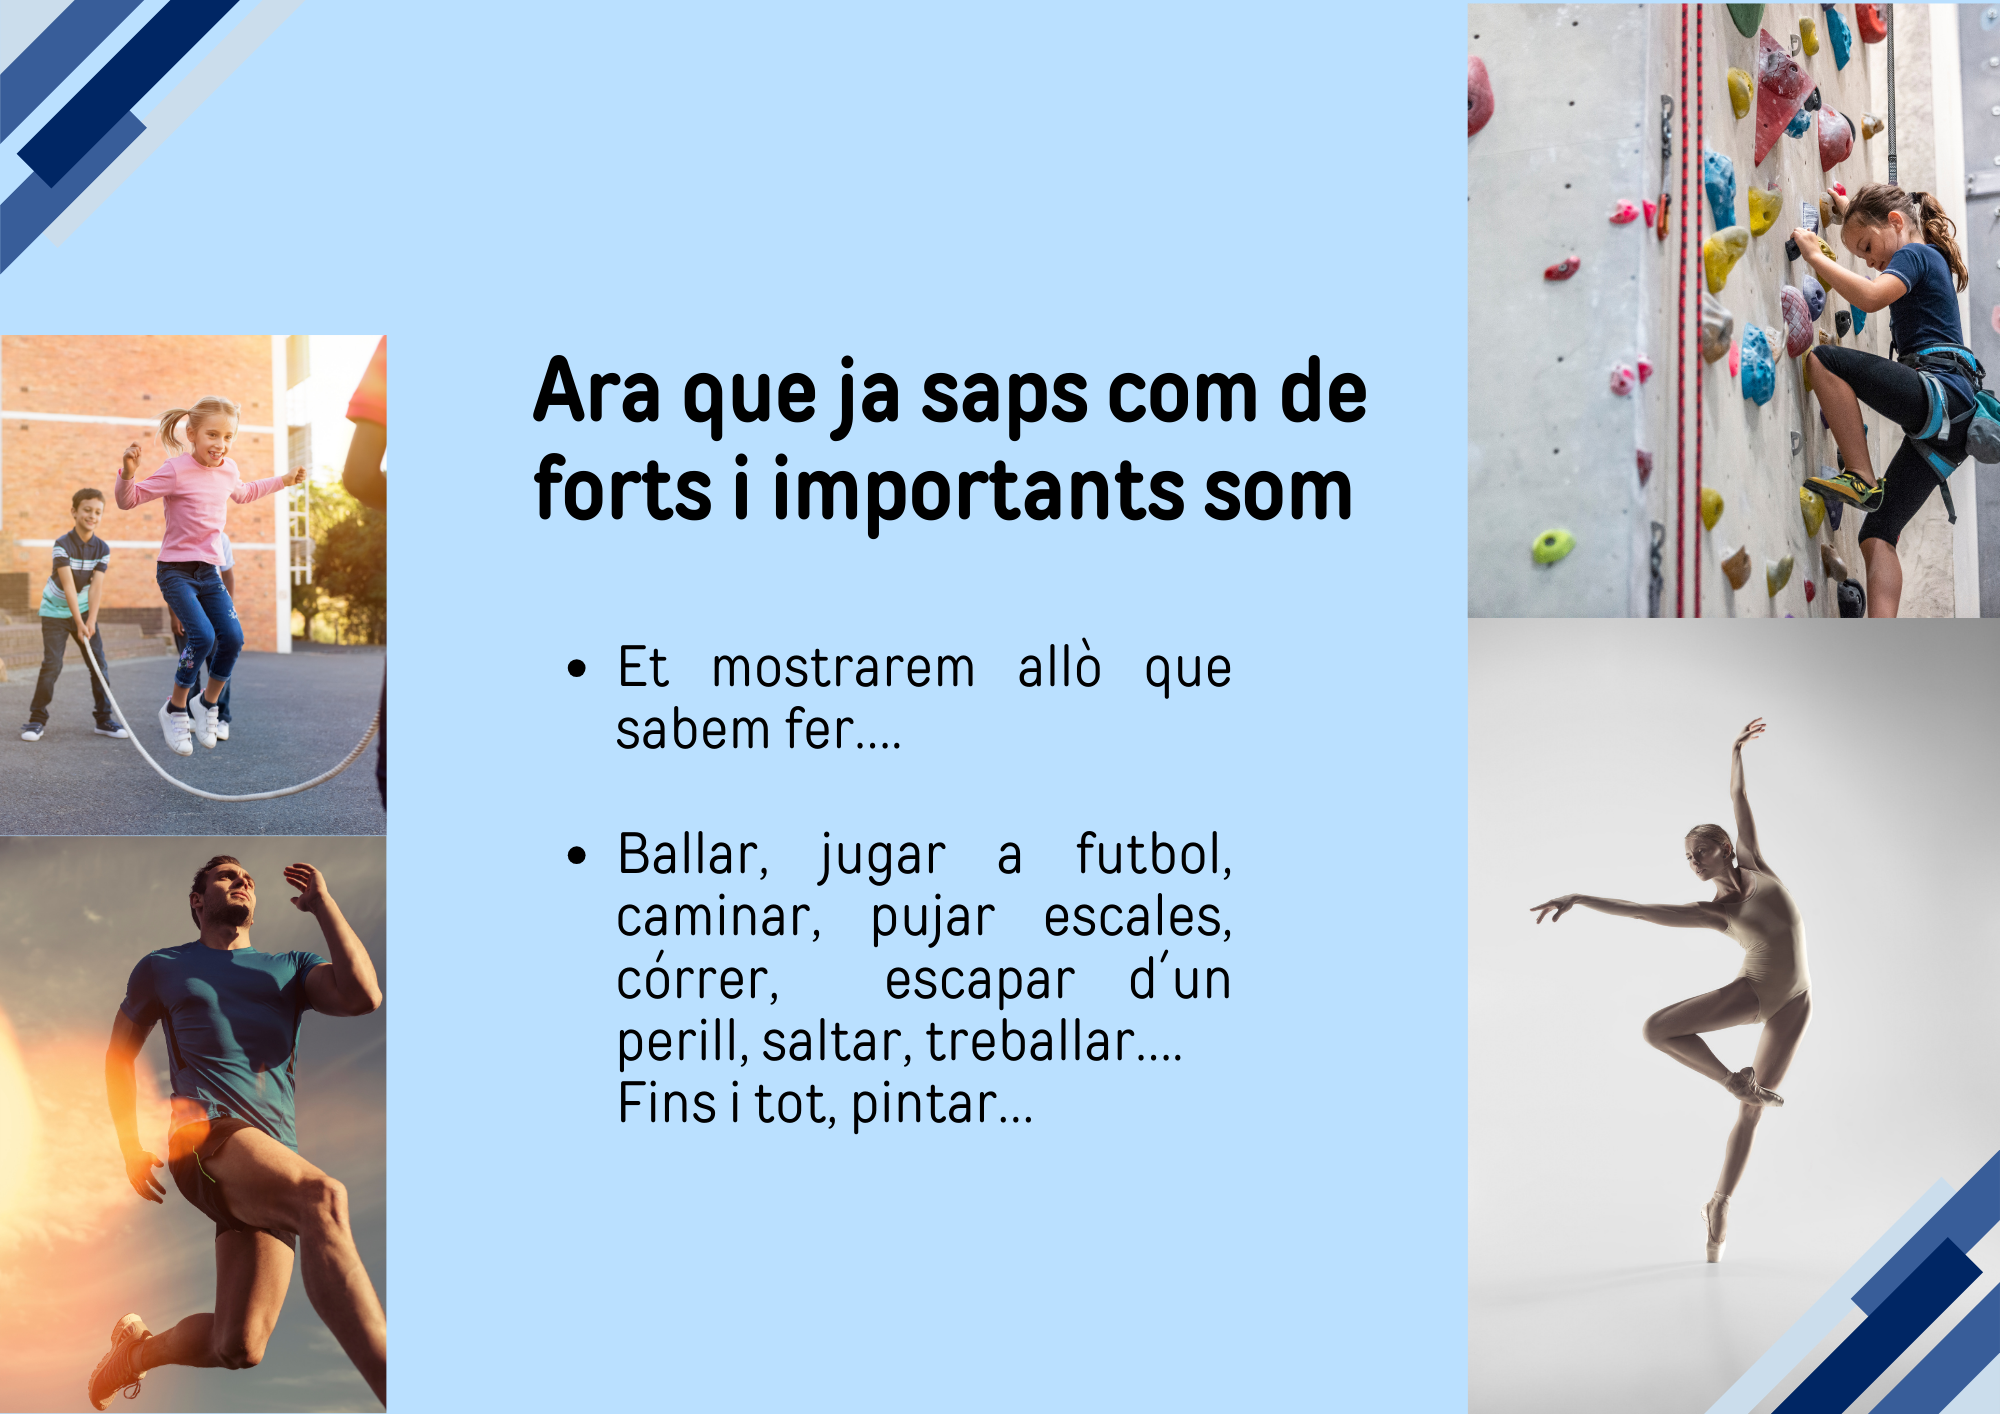 Ara que ja saps com de
forts i importants som
• Et mostrarem allò que
sabem fer....
• Ballar, jugar a futbol,
caminar, pujar escales,
córrer, escapar d´un
perill, saltar, treballar....
Fins i tot, pintar...